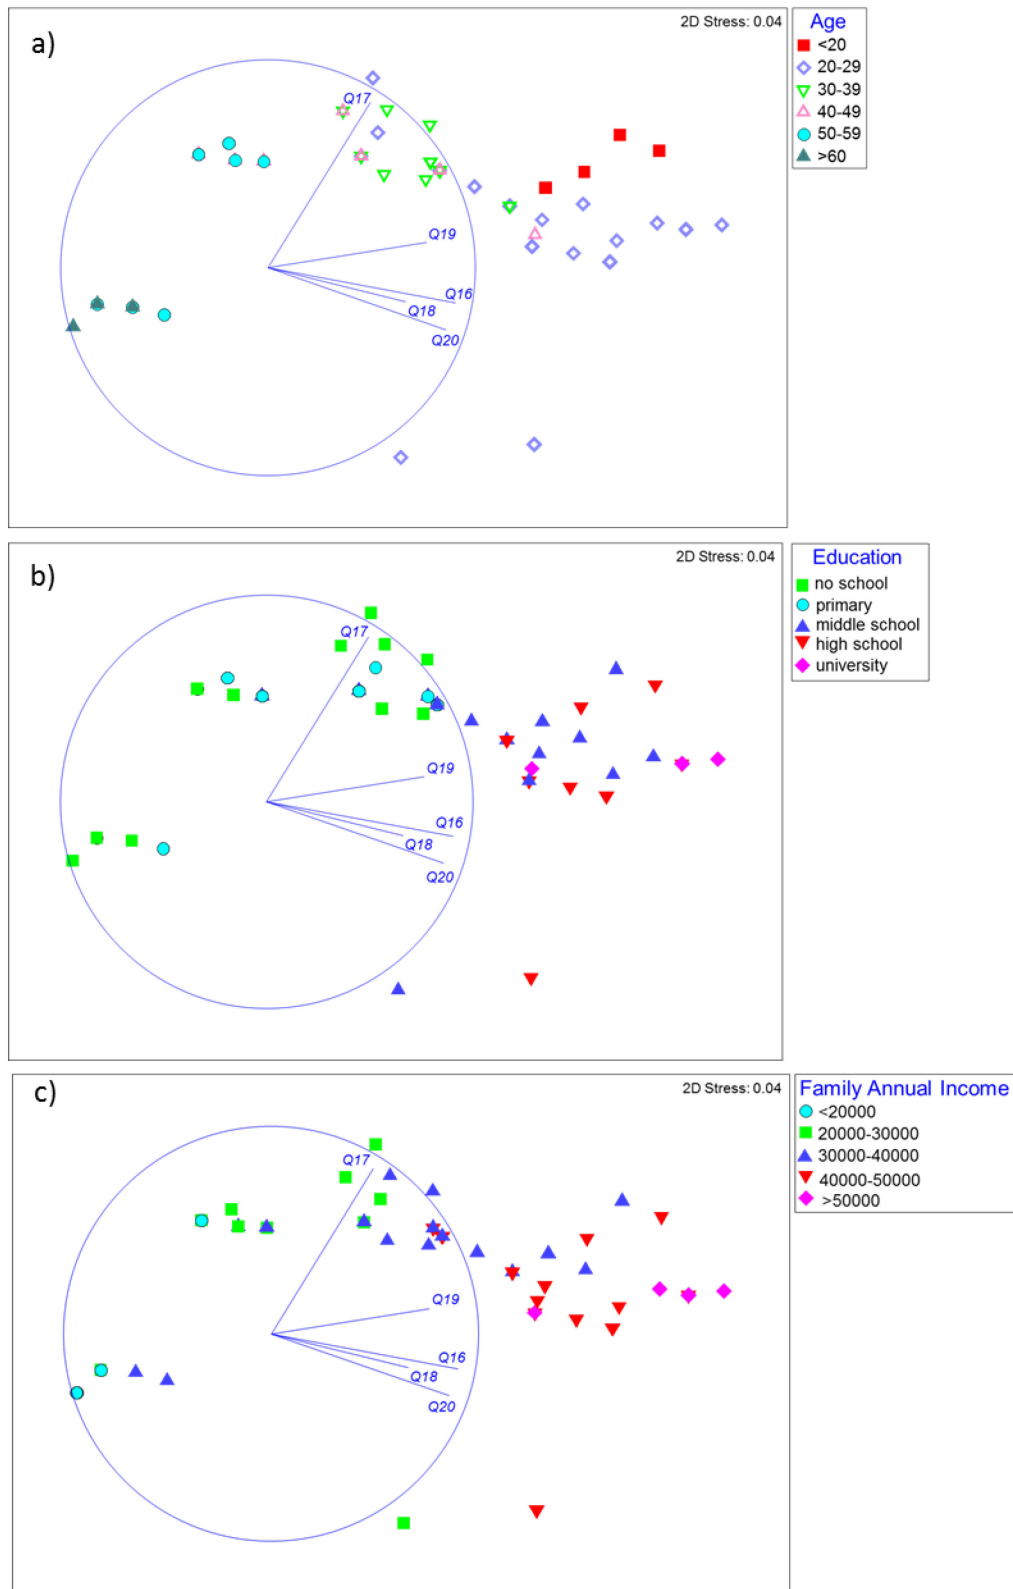 a)
2D Stress: 0.04
Age
<20
20-29
30-39
40-49
50-59
>60
Q17
Q19
Q16
Q18
Q20
b)
2D Stress: 0.04
Education
no school
primary
middle school
high school
university
Q17
Q19
Q16
Q18
Q20
c)
2D Stress: 0.04
Family Annual Income
<20000
20000-30000
30000-40000
40000-50000
>50000
Q17
Q19
Q16
Q18
Q20